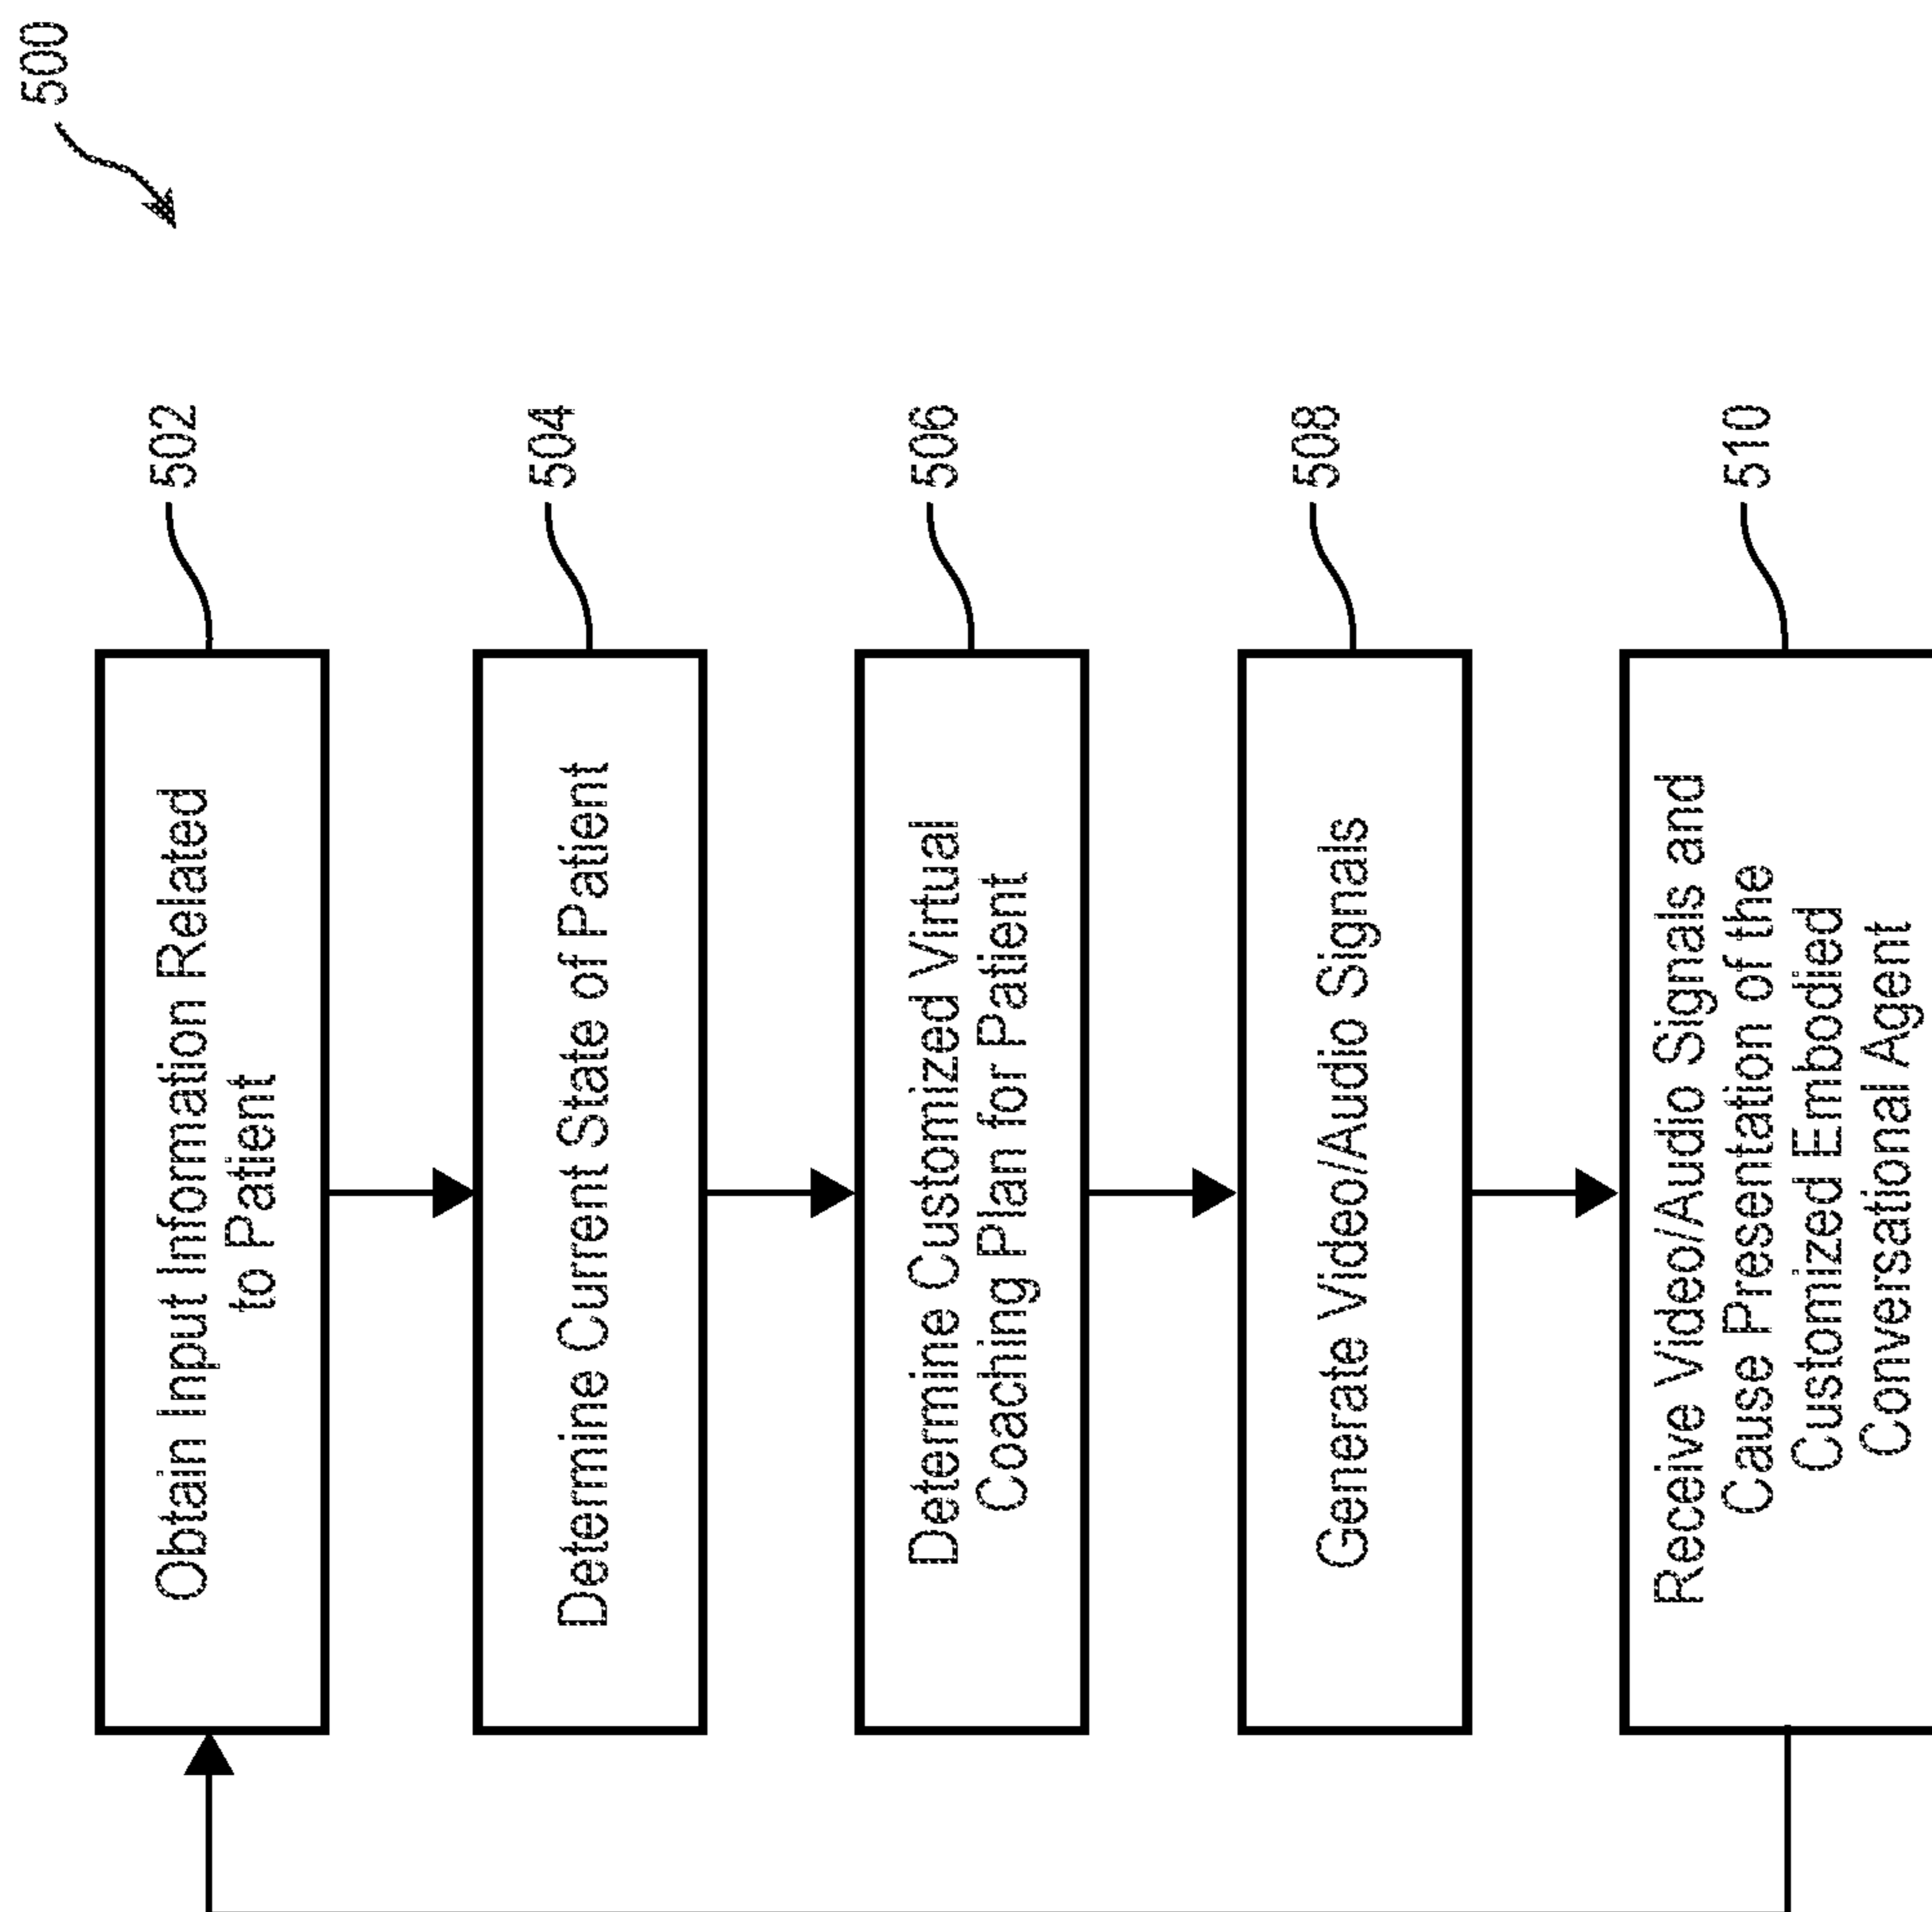 500
Obtain Input Information Related
to Patient
502
Determine Current State of Patient
504
Determine Customized Virtual
Coaching Plan for Patient
506
Generate Video/Audio Signals
508
Receive Video/Audio Signals and
Cause Presentation of the
Customized Embodied
Conversational Agent
510